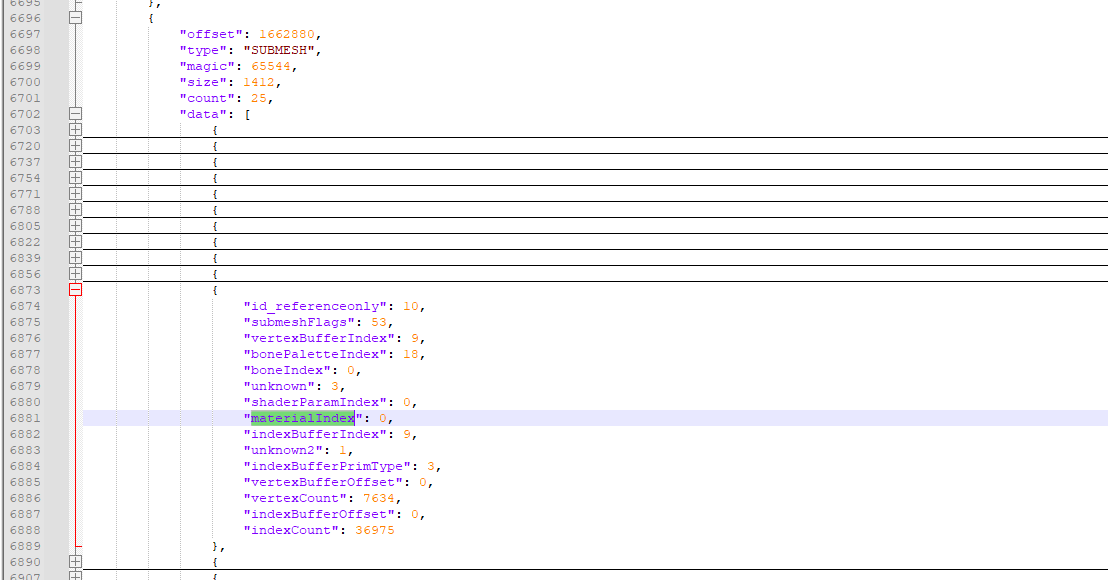 6695 },
6696 {
6697 "offset": 1662880,
6698 "type": "SUBMESH",
6699 "magic": 65544,
6700 "size": 1412,
6701 "count": 25,
6702 "data": [
6703 {
6720 {
6737 {
6754 {
6771 {
6788 {
6805 {
6822 {
6839 {
6856 {
6873 {
6874 "id_referenceonly": 10,
6875 "submeshFlags": 53,
6876 "vertexBufferIndex": 9,
6877 "bonePaletteIndex": 18,
6878 "boneIndex": 0,
6879 "unknown": 3,
6880 "shaderParamIndex": 0,
6881 "materialIndex": 0,
6882 "indexBufferIndex": 9,
6883 "unknown2": 1,
6884 "indexBufferPrimType": 3,
6885 "vertexBufferOffset": 0,
6886 "vertexCount": 7634,
6887 "indexBufferOffset": 0,
6888 "indexCount": 36975
6889 },
6890 {
6907 {